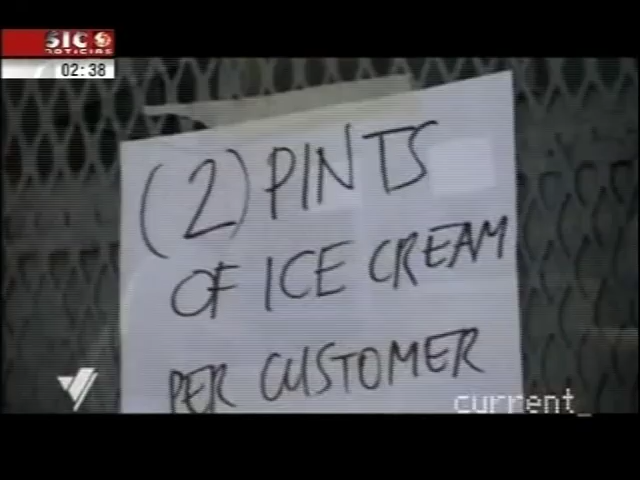 SIC
NOTÍCIAS
02:38
(2) PINTS
OF ICE CREAM
PER CUSTOMER
current_